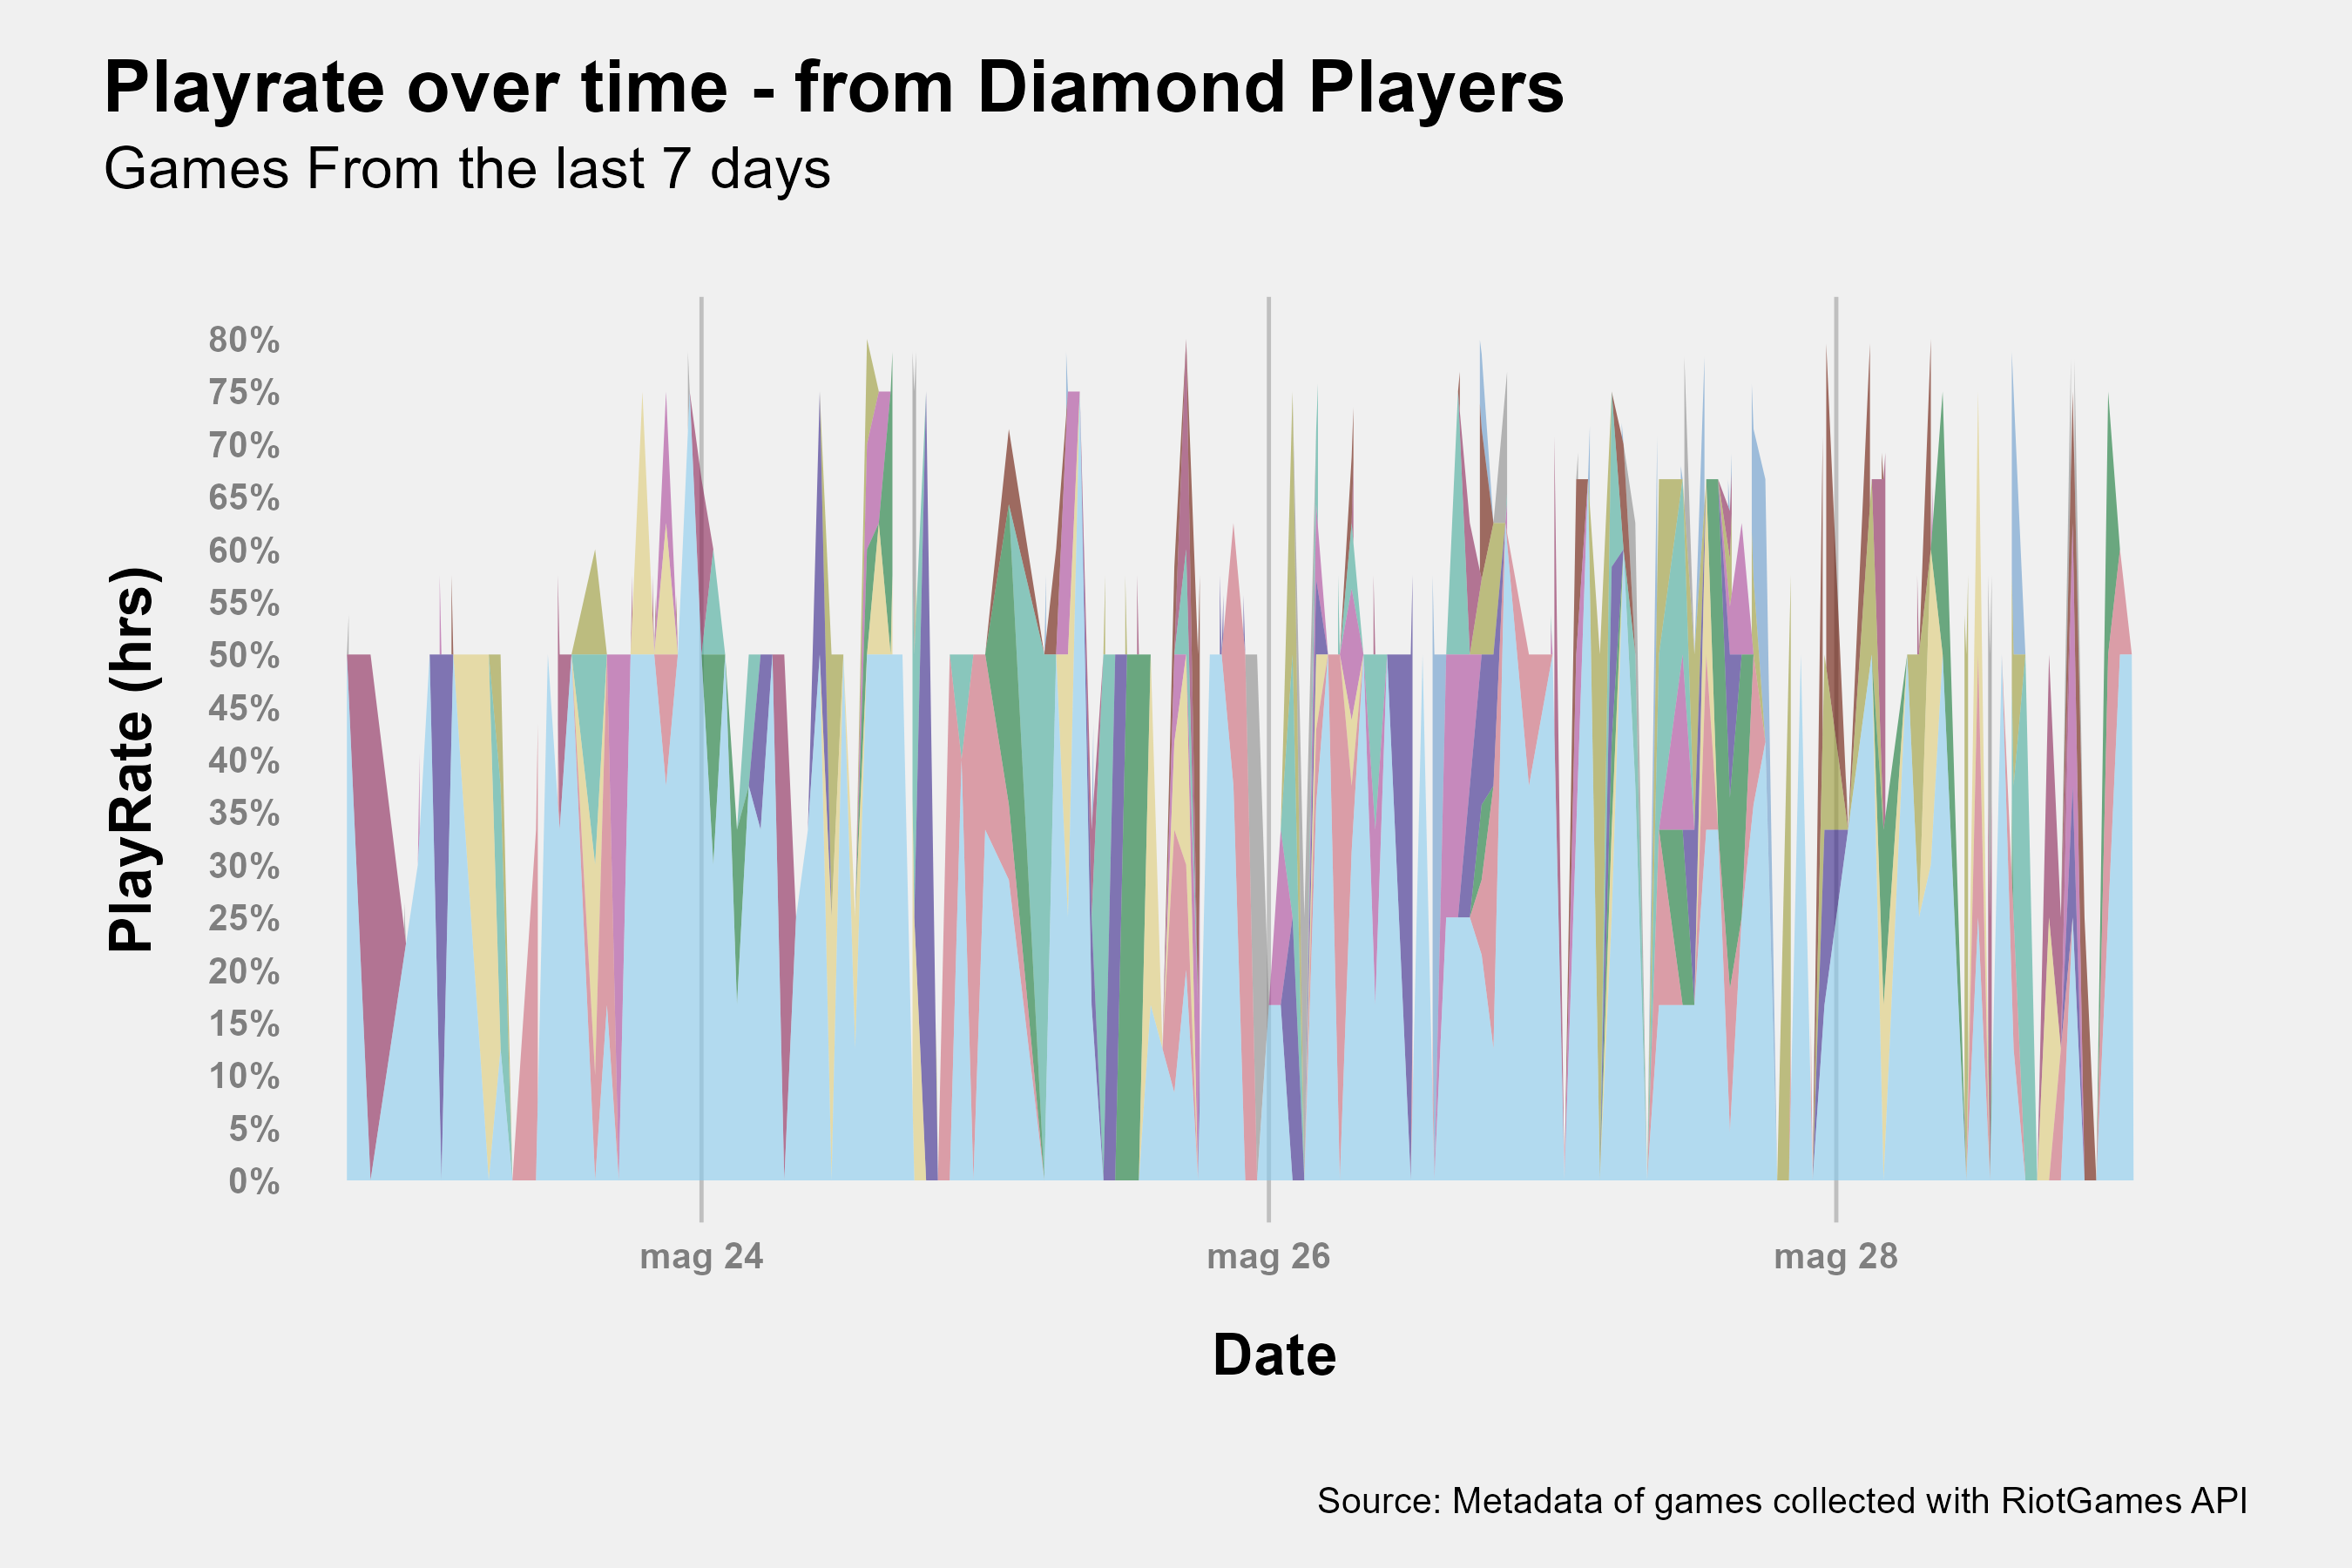 Playrate over time - from Diamond Players
Games From the last 7 days
PlayRate (hrs)
80%
75%
70%
65%
60%
55%
50%
45%
40%
35%
30%
25%
20%
15%
10%
5%
0%
mag 24
mag 26
mag 28
Date
Source: Metadata of games collected with RiotGames API